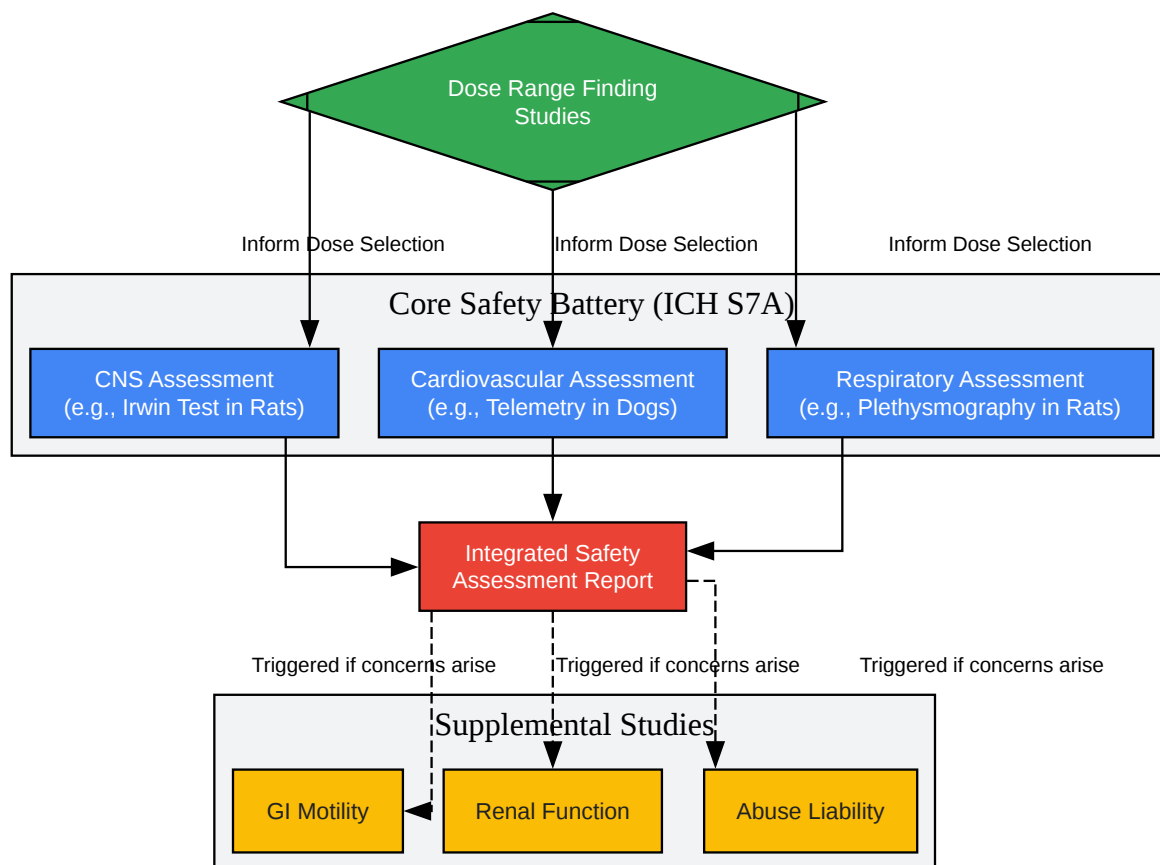 Dose Range Finding
Studies
Inform Dose Selection
Inform Dose Selection
Inform Dose Selection
Core Safety Battery (ICH S7A)
CNS Assessment
(e.g., Irwin Test in Rats)
Cardiovascular Assessment
(e.g., Telemetry in Dogs)
Respiratory Assessment
(e.g., Plethysmography in Rats)
Integrated Safety
Assessment Report
Triggered if concerns arise
Triggered if concerns arise
Triggered if concerns arise
Supplemental Studies
GI Motility
Renal Function
Abuse Liability